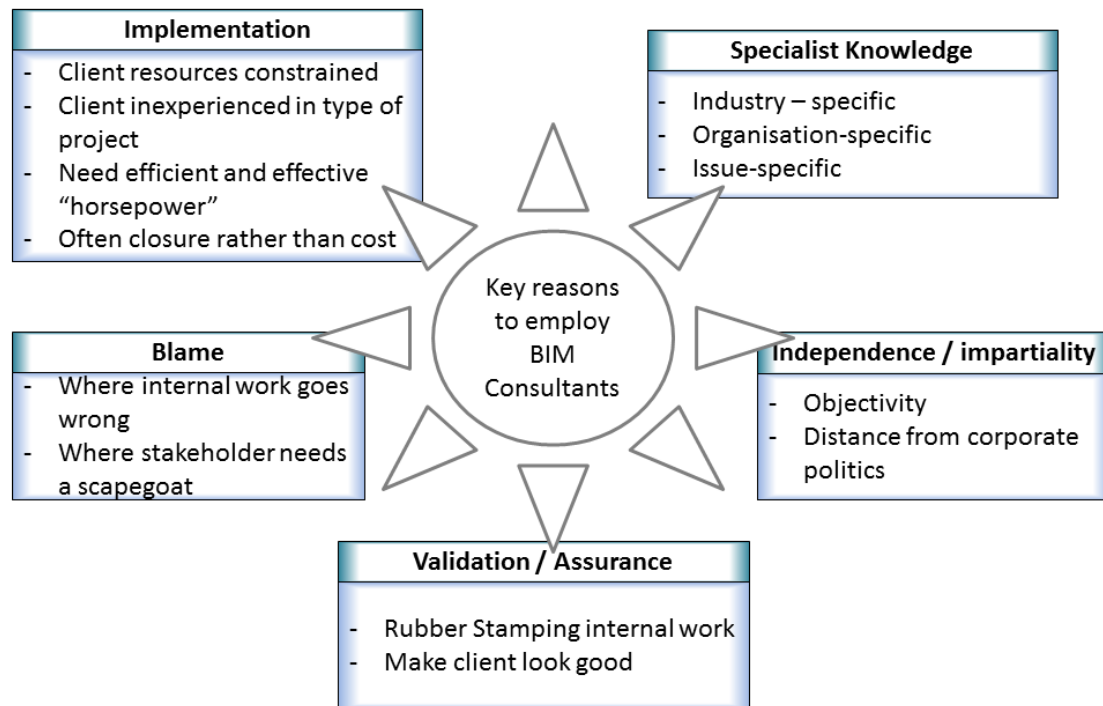 Implementation
- Client resources constrained
- Client inexperienced in type of
project
- Need efficient and effective
“horsepower”
- Often closure rather than cost
Specialist Knowledge
- Industry – specific
- Organisation-specific
- Issue-specific
Key reasons
to employ
BIM
Consultants
Blame
- Where internal work goes
wrong
- Where stakeholder needs
a scapegoat
Independence / impartiality
- Objectivity
- Distance from corporate
politics
Validation / Assurance
- Rubber Stamping internal work
- Make client look good